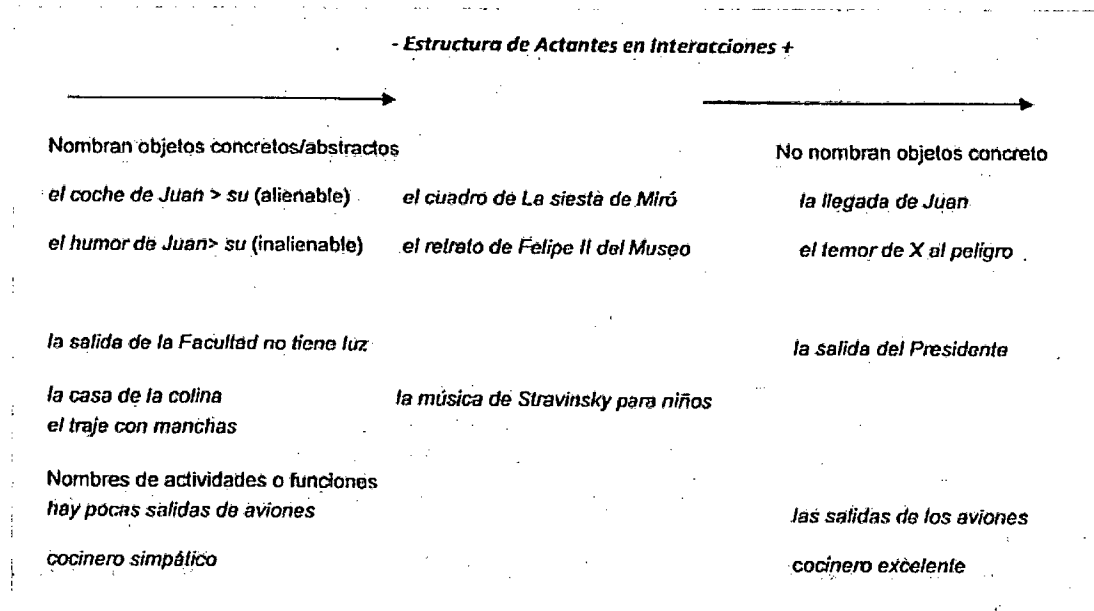 - Estructura de Actantes en Interacciones +
Nombran objetos concretos/abstractos
No nombran objetos concreto
el coche de Juan > su (alienable)
el cuadro de La siesta de Miró
la llegada de Juan
el humor de Juan> su (inalienable)
el retrato de Felipe II del Museo
el temor de X al peligro
la salida de la Facultad no tiene luz
la salida del Presidente
la casa de la colina
la música de Stravinsky para niños
el traje con manchas
Nombres de actividades o funciones
hay pocas salidas de aviones
las salidas de los aviones
cocinero simpático
cocinero excelente